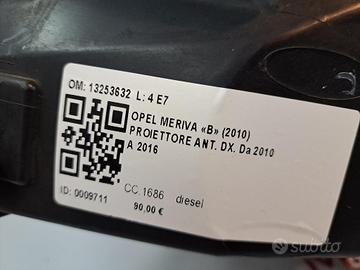 OM: 13253632 L: 4 E7
OPEL MERIVA «B» (2010)
PROIETTORE ANT. DX. Da 2010
A 2016
CC 1686 diesel
ID: 0009711
90,00 €
subito